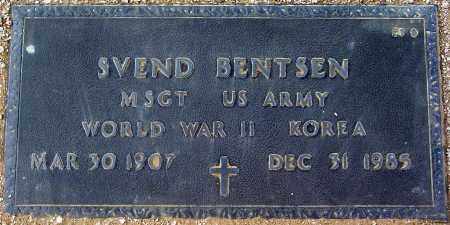 SVEND BENTSEN
MSGT US ARMY
WORLD WAR II KOREA
MAR 30 1907 DEC 31 1985